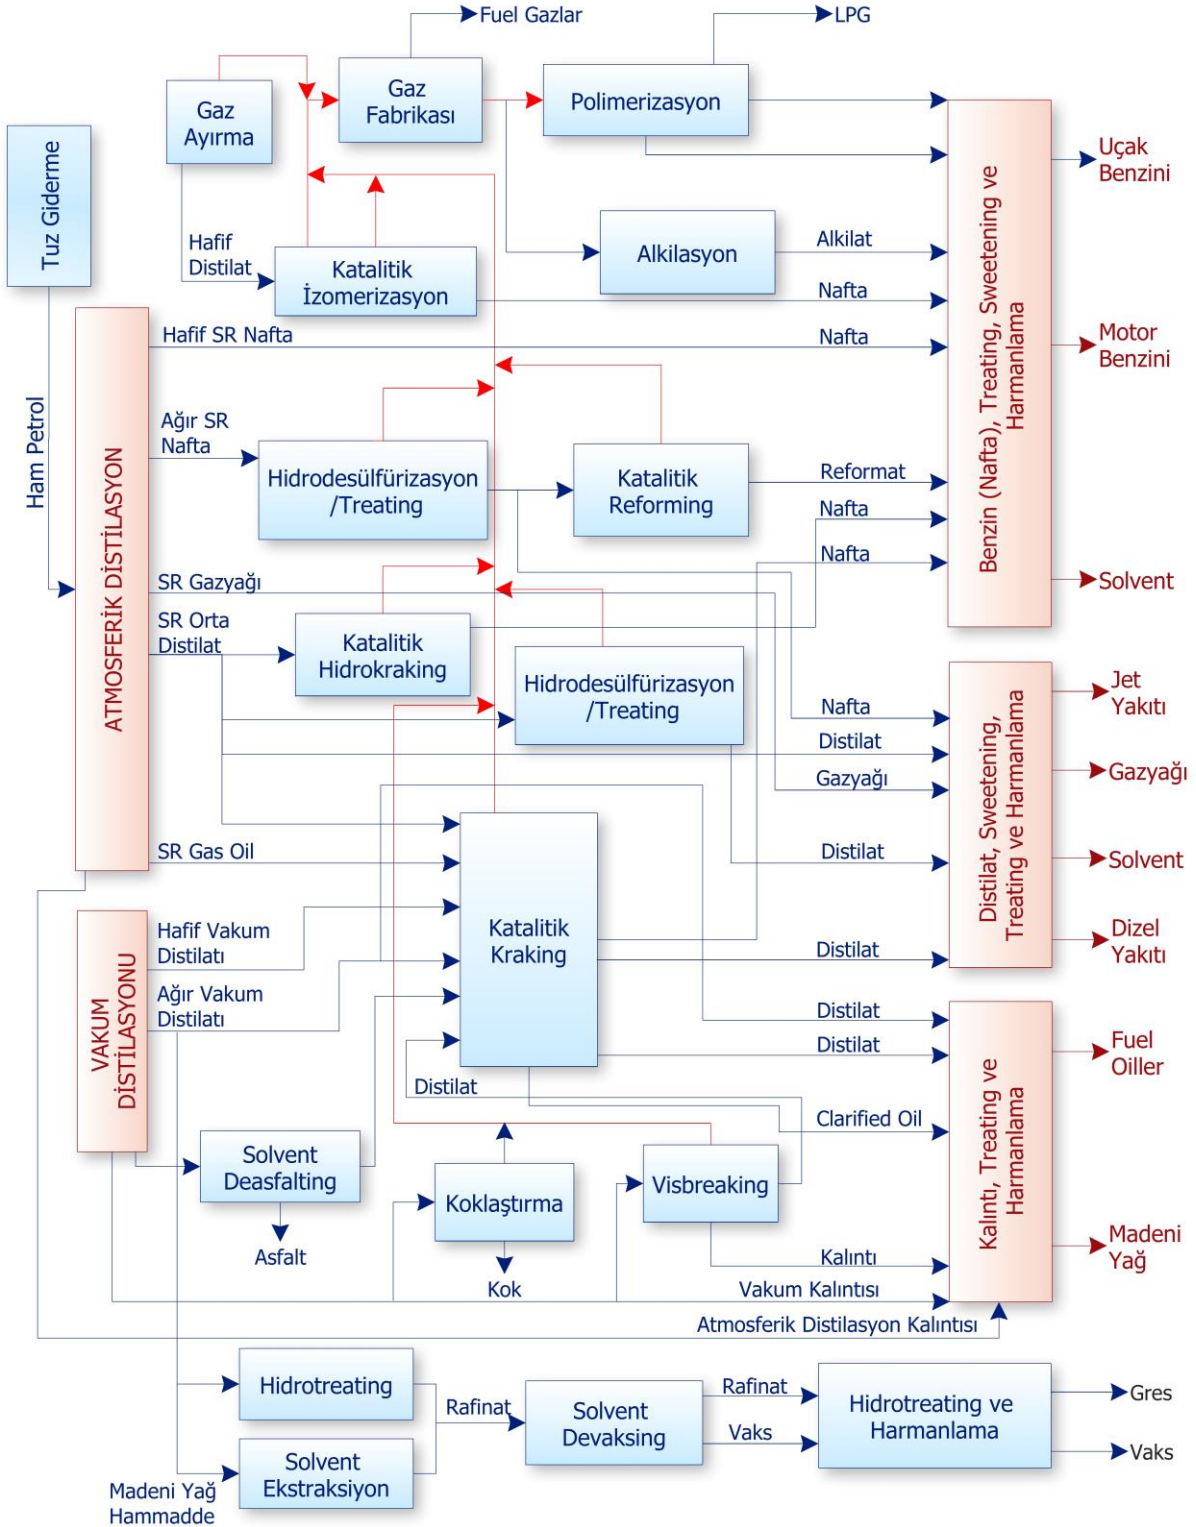 Fuel Gazlar
LPG
Gaz
Ayırma
Gaz
Fabrikası
Polimerizasyon
Tuz Giderme
Uçak
Benzini
Hafif
Distilat
Katalitik
İzomerizasyon
Alkilasyon
Alkilat
Nafta
Hafif SR Nafta
Nafta
Motor
Benzini
Benzin (Nafta), Treating, Sweetening ve
Harmanlama
Ham Petrol
ATMOSFERİK DİSTİLASYON
Ağır SR
Nafta
Hidrodesülfürizasyon
/Treating
Katalitik
Reforming
Reformat
Nafta
Nafta
Solvent
SR Gazyağı
SR Orta
Distilat
Katalitik
Hidrokraking
Hidrodesülfürizasyon
/Treating
Nafta
Distilat
Gazyağı
Distilat, Sweetening,
Treating ve Harmanlama
Jet
Yakıtı
Gazyağı
Solvent
Dizel
Yakıtı
SR Gas Oil
Distilat
Katalitik
Kraking
Distilat
VAKUM
DİSTİLASYONU
Hafif Vakum
Distilatı
Ağır Vakum
Distilatı
Distilat
Distilat
Distilat
Clarified Oil
Kalıntı, Treating ve
Harmanlama
Fuel
Oiller
Solvent
Deasfalting
Asfalt
Koklaştırma
Kok
Visbreaking
Kalıntı
Vakum Kalıntısı
Madeni
Yağ
Atmosferik Distilasyon Kalıntısı
Hidrotreating
Rafinat
Solvent
Devaksing
Rafinat
Vaks
Hidrotreating ve
Harmanlama
Gres
Vaks
Solvent
Ekstraksiyon
Madeni Yağ
Hammadde